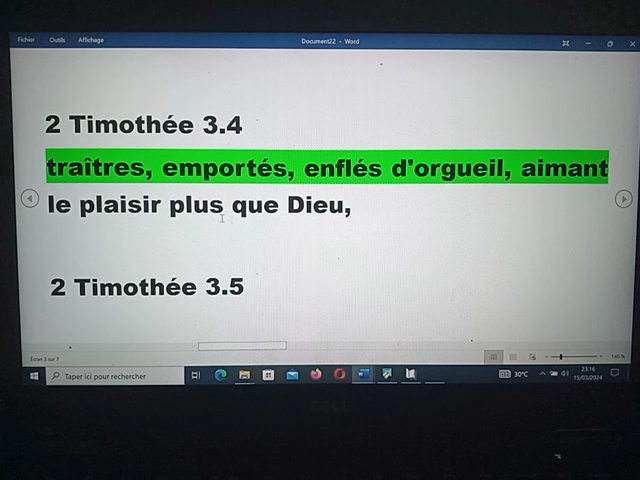 Fichier Outils Affichage
Document22 - Word
2 Timothée 3.4
traîtres, emportés, enflés d'orgueil, aimant
le plaisir plus que Dieu,
2 Timothée 3.5
Écran 3 sur 7
140 %
Taper ici pour rechercher
30°C
23:16
15/03/2024